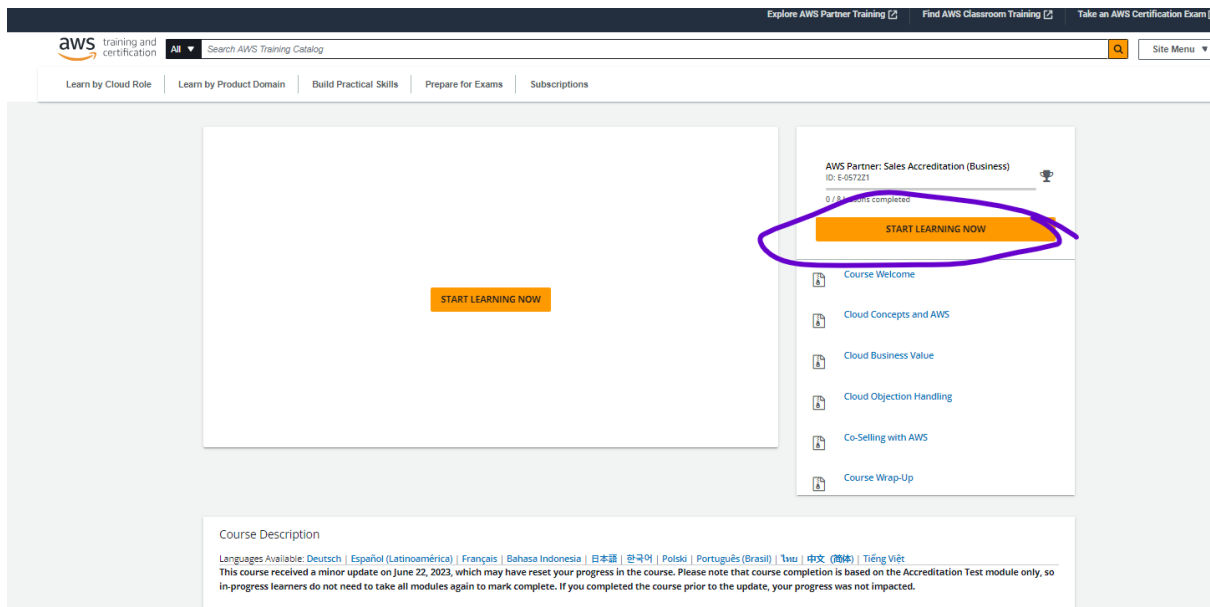 Explore AWS Partner Training
Find AWS Classroom Training
Take an AWS Certification Exam
aws training and certification
All
Search AWS Training Catalog
Site Menu
Learn by Cloud Role
Learn by Product Domain
Build Practical Skills
Prepare for Exams
Subscriptions
START LEARNING NOW
AWS Partner: Sales Accreditation (Business)
ID: E-0572Z1
0 / 8 lessons completed
START LEARNING NOW
Course Welcome
Cloud Concepts and AWS
Cloud Business Value
Cloud Objection Handling
Co-Selling with AWS
Course Wrap-Up
Course Description
Languages Available: Deutsch | Español (Latinoamérica) | Français | Bahasa Indonesia | 日本語 | 한국어 | Polski | Português (Brasil) | ไทย | 中文 (简体) | Tiếng Việt
This course received a minor update on June 22, 2023, which may have reset your progress in the course. Please note that course completion is based on the Accreditation Test module only, so
in-progress learners do not need to take all modules again to mark complete. If you completed the course prior to the update, your progress was not impacted.